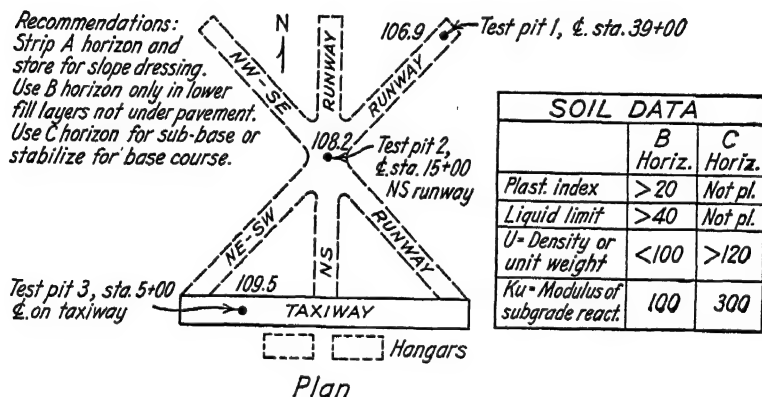 Recommendations:
Strip A horizon and
store for slope dressing.
Use B horizon only in lower
fill layers not under pavement.
Use C horizon for sub-base or
stabilize for base course.
N
NW-SE
RUNWAY
RUNWAY
106.9
Test pit 1, ℄. sta. 39+00
108.2
Test pit 2,
℄. sta. 15+00
NS runway
NE-SW
NS
RUNWAY
109.5
Test pit 3, sta. 5+00
℄. on taxiway
TAXIWAY
Hangars
Plan
SOIL DATA
B Horiz. C Horiz.
Plast. index >20 Not pl.
Liquid limit >40 Not pl.
U = Density or
unit weight <100 >120
Ku = Modulus of
subgrade react. 100 300